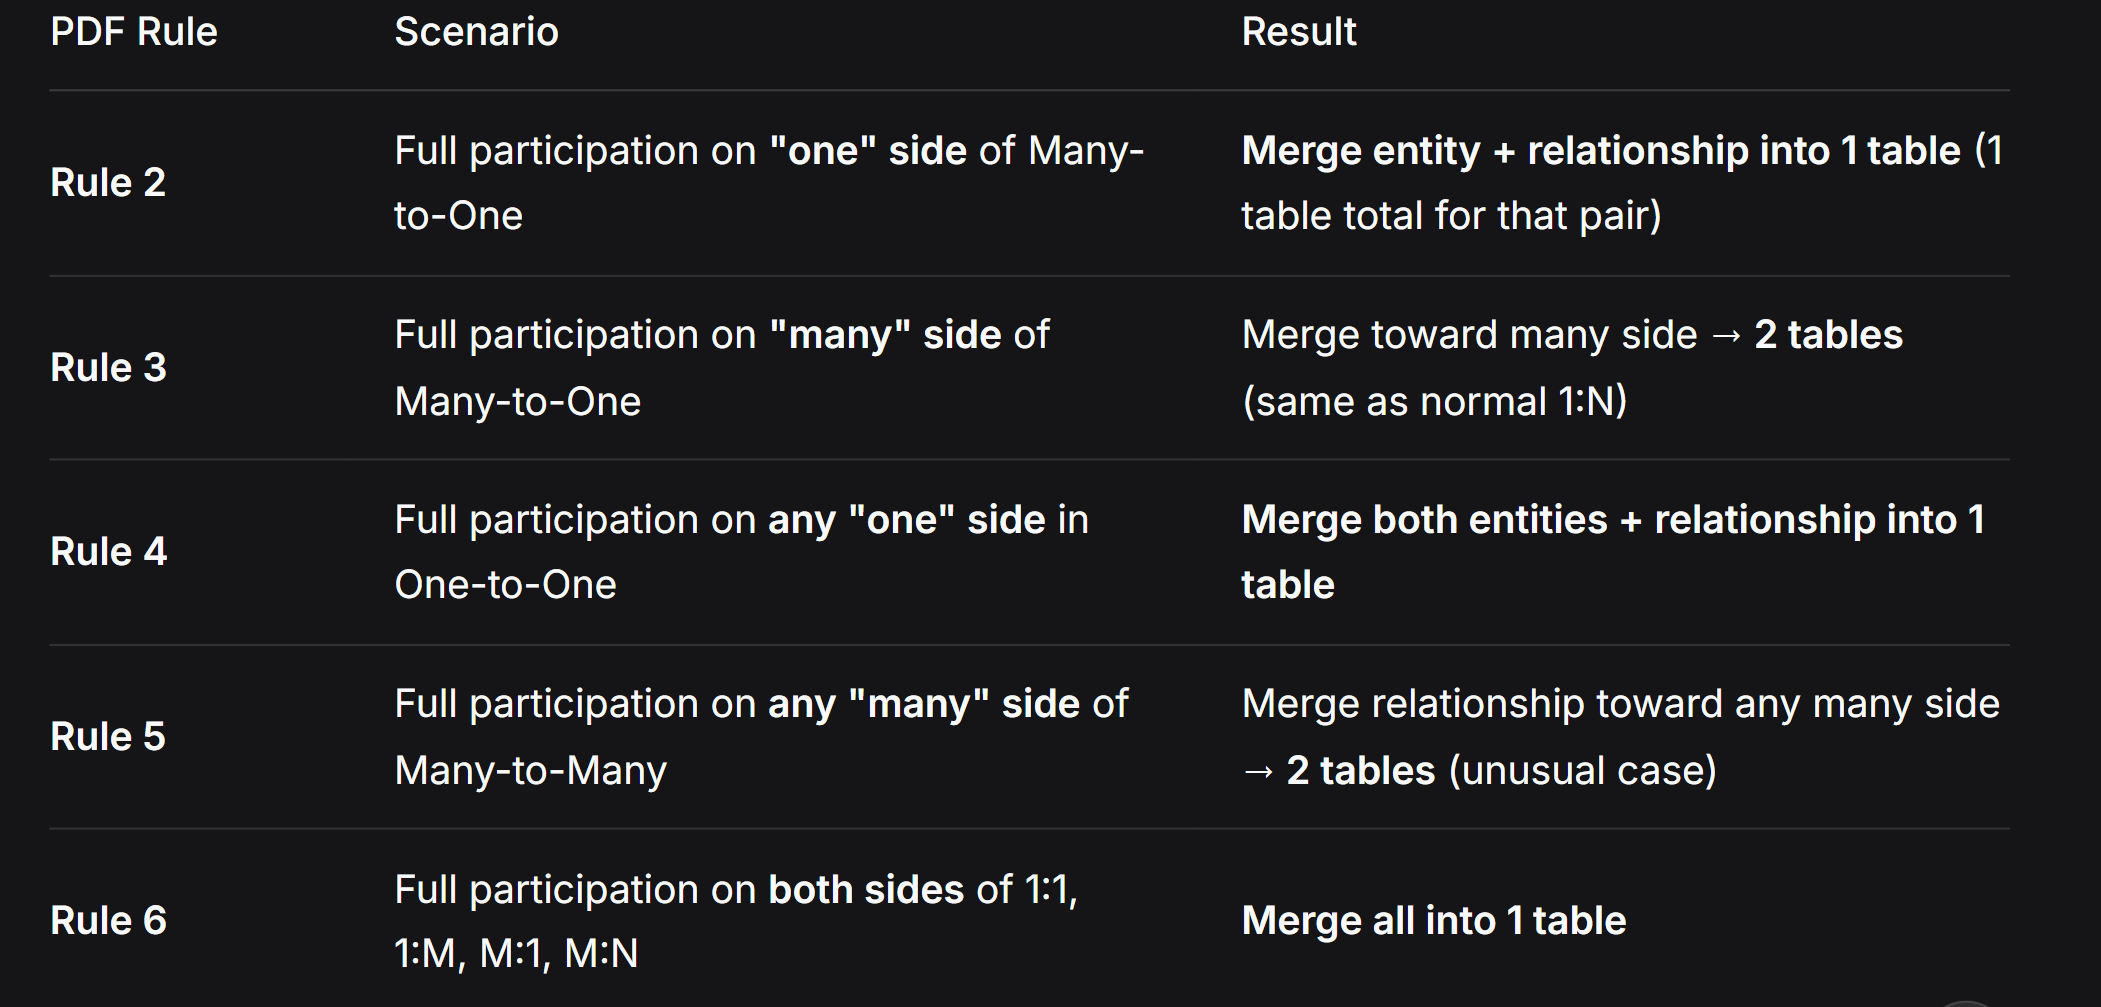 PDF Rule Scenario Result
Full participation on "one" side of Many- Merge entity + relationship into 1 table (1
Rule 2
to-One table total for that pair)
Full participation on "many" side of Merge toward many side → 2 tables
Rule 3
Many-to-One (same as normal 1:N)
Full participation on any "one" side in Merge both entities + relationship into 1
Rule 4
One-to-One table
Full participation on any "many" side of Merge relationship toward any many side
Rule 5
Many-to-Many → 2 tables (unusual case)
Full participation on both sides of 1:1,
Rule 6 Merge all into 1 table
1:M, M:1, M:N